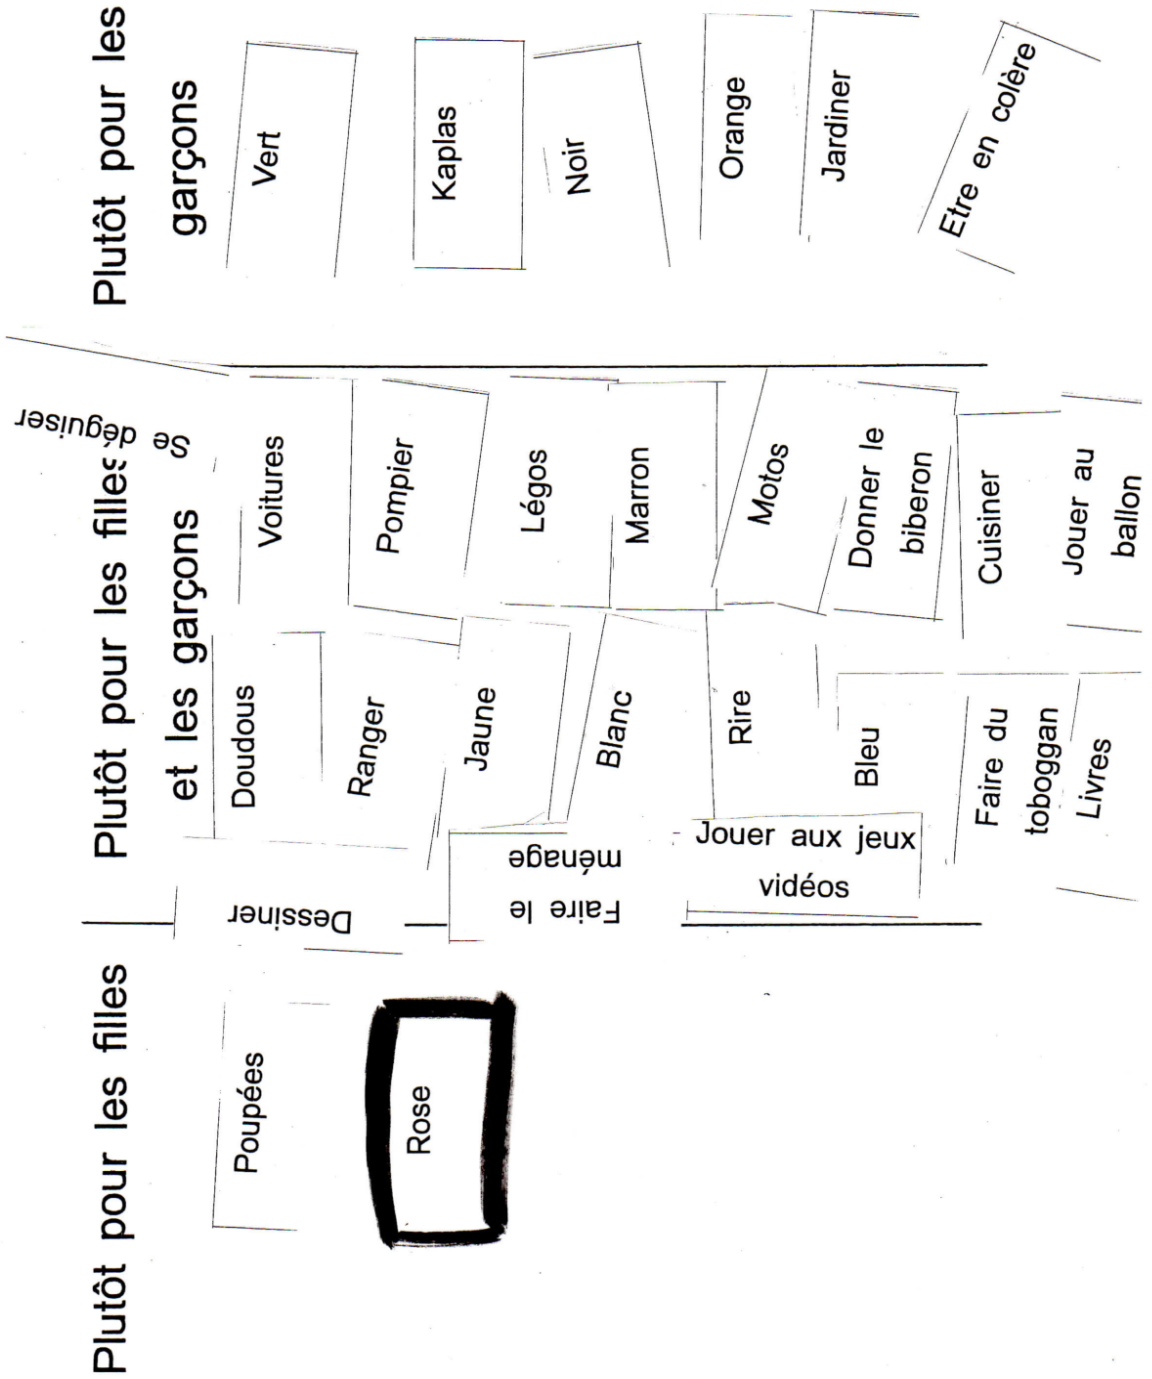 Plutôt pour les filles
Poupées
Rose
Plutôt pour les filles
et les garçons
Se déguiser
Doudous
Voitures
Dessiner
Ranger
Pompier
Jaune
Légos
Faire le
ménage
Blanc
Marron
Rire
Motos
Jouer aux jeux
vidéos
Bleu
Donner le
biberon
Faire du
toboggan
Cuisiner
Livres
Jouer au
ballon
Plutôt pour les
garçons
Vert
Kaplas
Noir
Orange
Jardiner
Etre en colère